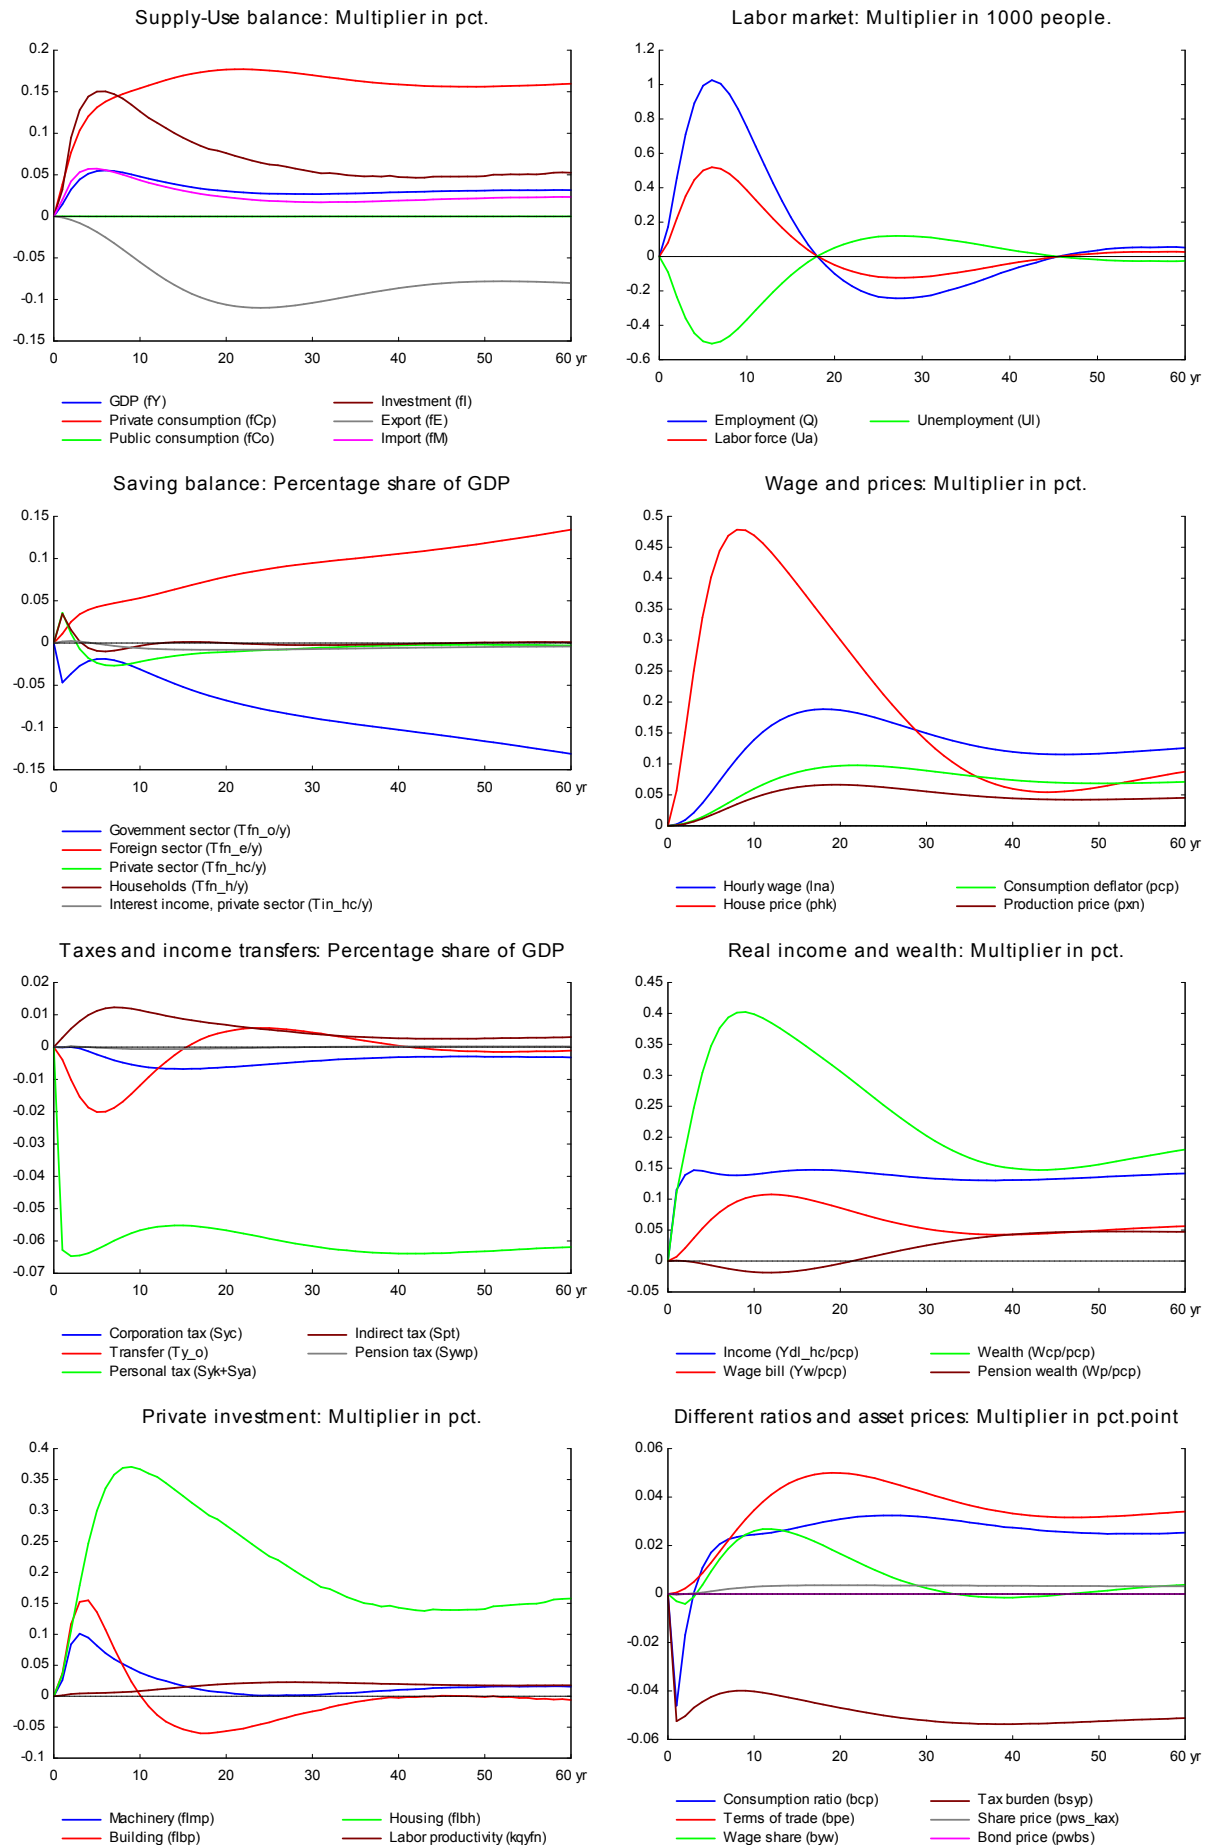 Supply-Use balance: Multiplier in pct.
0.2
0.15
0.1
0.05
0
-0.05
-0.1
-0.15
0 10 20 30 40 50 60 yr
GDP (fY)
Private consumption (fCp)
Public consumption (fCo)
Investment (fI)
Export (fE)
Import (fM)
Labor market: Multiplier in 1000 people.
1.2
1
0.8
0.6
0.4
0.2
0
-0.2
-0.4
-0.6
0 10 20 30 40 50 60 yr
Employment (Q)
Labor force (Ua)
Unemployment (Ul)
Saving balance: Percentage share of GDP
0.15
0.1
0.05
0
-0.05
-0.1
-0.15
0 10 20 30 40 50 60 yr
Government sector (Tfn_o/y)
Foreign sector (Tfn_e/y)
Private sector (Tfn_hc/y)
Households (Tfn_h/y)
Interest income, private sector (Tin_hc/y)
Wage and prices: Multiplier in pct.
0.5
0.45
0.4
0.35
0.3
0.25
0.2
0.15
0.1
0.05
0
0 10 20 30 40 50 60 yr
Hourly wage (lna)
House price (phk)
Consumption deflator (pcp)
Production price (pxn)
Taxes and income transfers: Percentage share of GDP
0.02
0.01
0
-0.01
-0.02
-0.03
-0.04
-0.05
-0.06
-0.07
0 10 20 30 40 50 60 yr
Corporation tax (Syc)
Transfer (Ty_o)
Personal tax (Syk+Sya)
Indirect tax (Spt)
Pension tax (Sywp)
Real income and wealth: Multiplier in pct.
0.45
0.4
0.35
0.3
0.25
0.2
0.15
0.1
0.05
0
-0.05
0 10 20 30 40 50 60 yr
Income (Ydl_hc/pcp)
Wage bill (Yw/pcp)
Wealth (Wcp/pcp)
Pension wealth (Wp/pcp)
Private investment: Multiplier in pct.
0.4
0.35
0.3
0.25
0.2
0.15
0.1
0.05
0
-0.05
-0.1
0 10 20 30 40 50 60 yr
Machinery (fImp)
Building (fIbp)
Housing (fIbh)
Labor productivity (kqyfn)
Different ratios and asset prices: Multiplier in pct.point
0.06
0.04
0.02
0
-0.02
-0.04
-0.06
0 10 20 30 40 50 60 yr
Consumption ratio (bcp)
Terms of trade (bpe)
Wage share (byw)
Tax burden (bsyp)
Share price (pws_kax)
Bond price (pwbs)